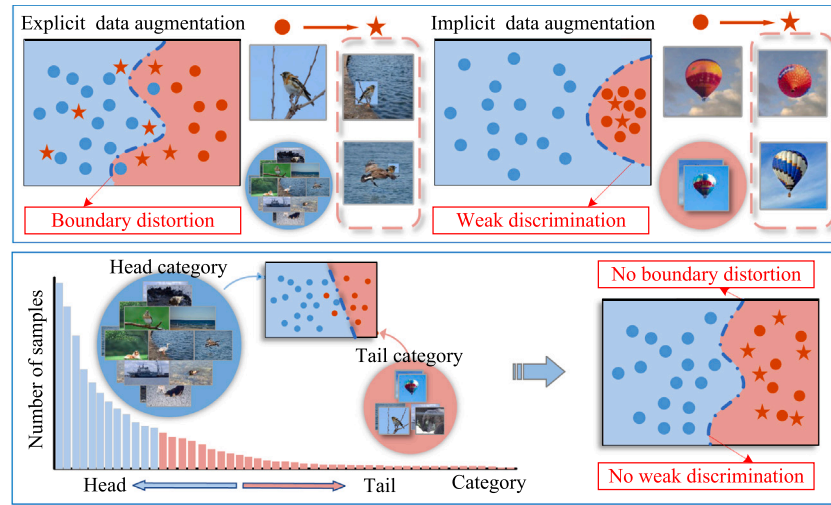 Explicit data augmentation
Implicit data augmentation
Boundary distortion
Weak discrimination
Head category
No boundary distortion
Tail category
Number of samples
No weak discrimination
Head
Tail
Category